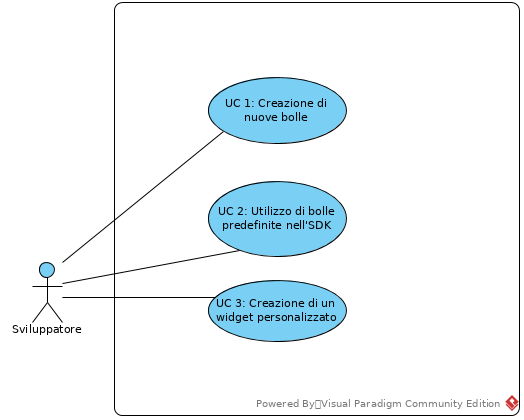 UC 1: Creazione di
nuove bolle
UC 2: Utilizzo di bolle
predefinite nell'SDK
UC 3: Creazione di un
widget personalizzato
Sviluppatore
Powered By Visual Paradigm Community Edition